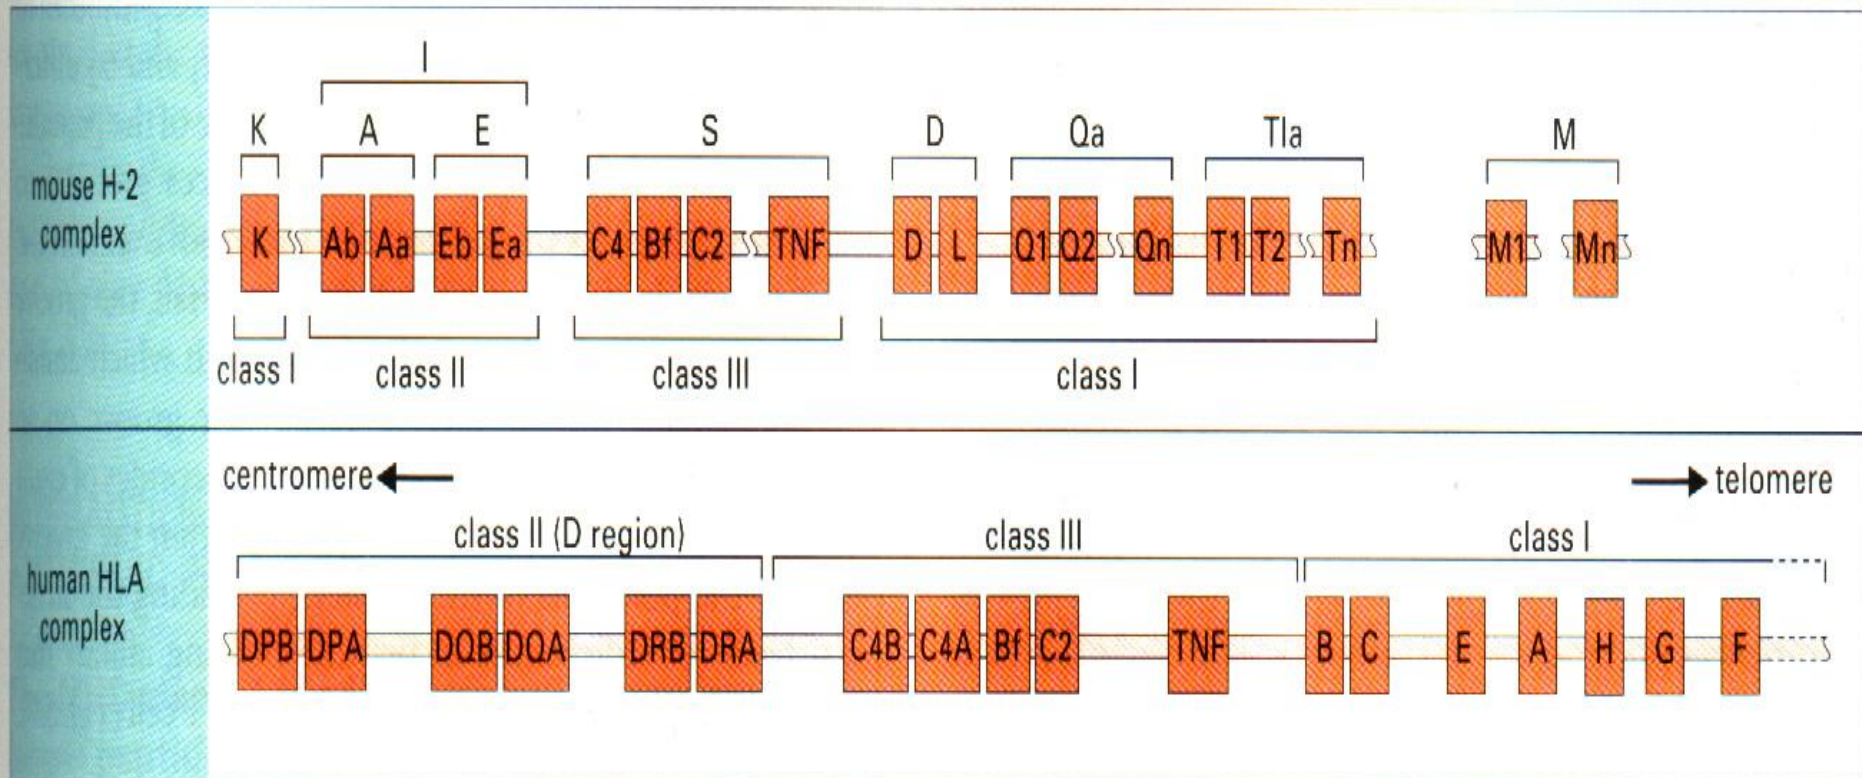 I
K A E S D Qa Tla M
mouse H-2
complex
K Ab Aa Eb Ea C4 Bf C2 TNF D L Q1 Q2 Qn T1 T2 Tn M1 Mn
class I class II class III class I
centromere telomere
class II (D region) class III class I
human HLA
complex
DPB DPA DQB DQA DRB DRA C4B C4A Bf C2 TNF B C E A H G F